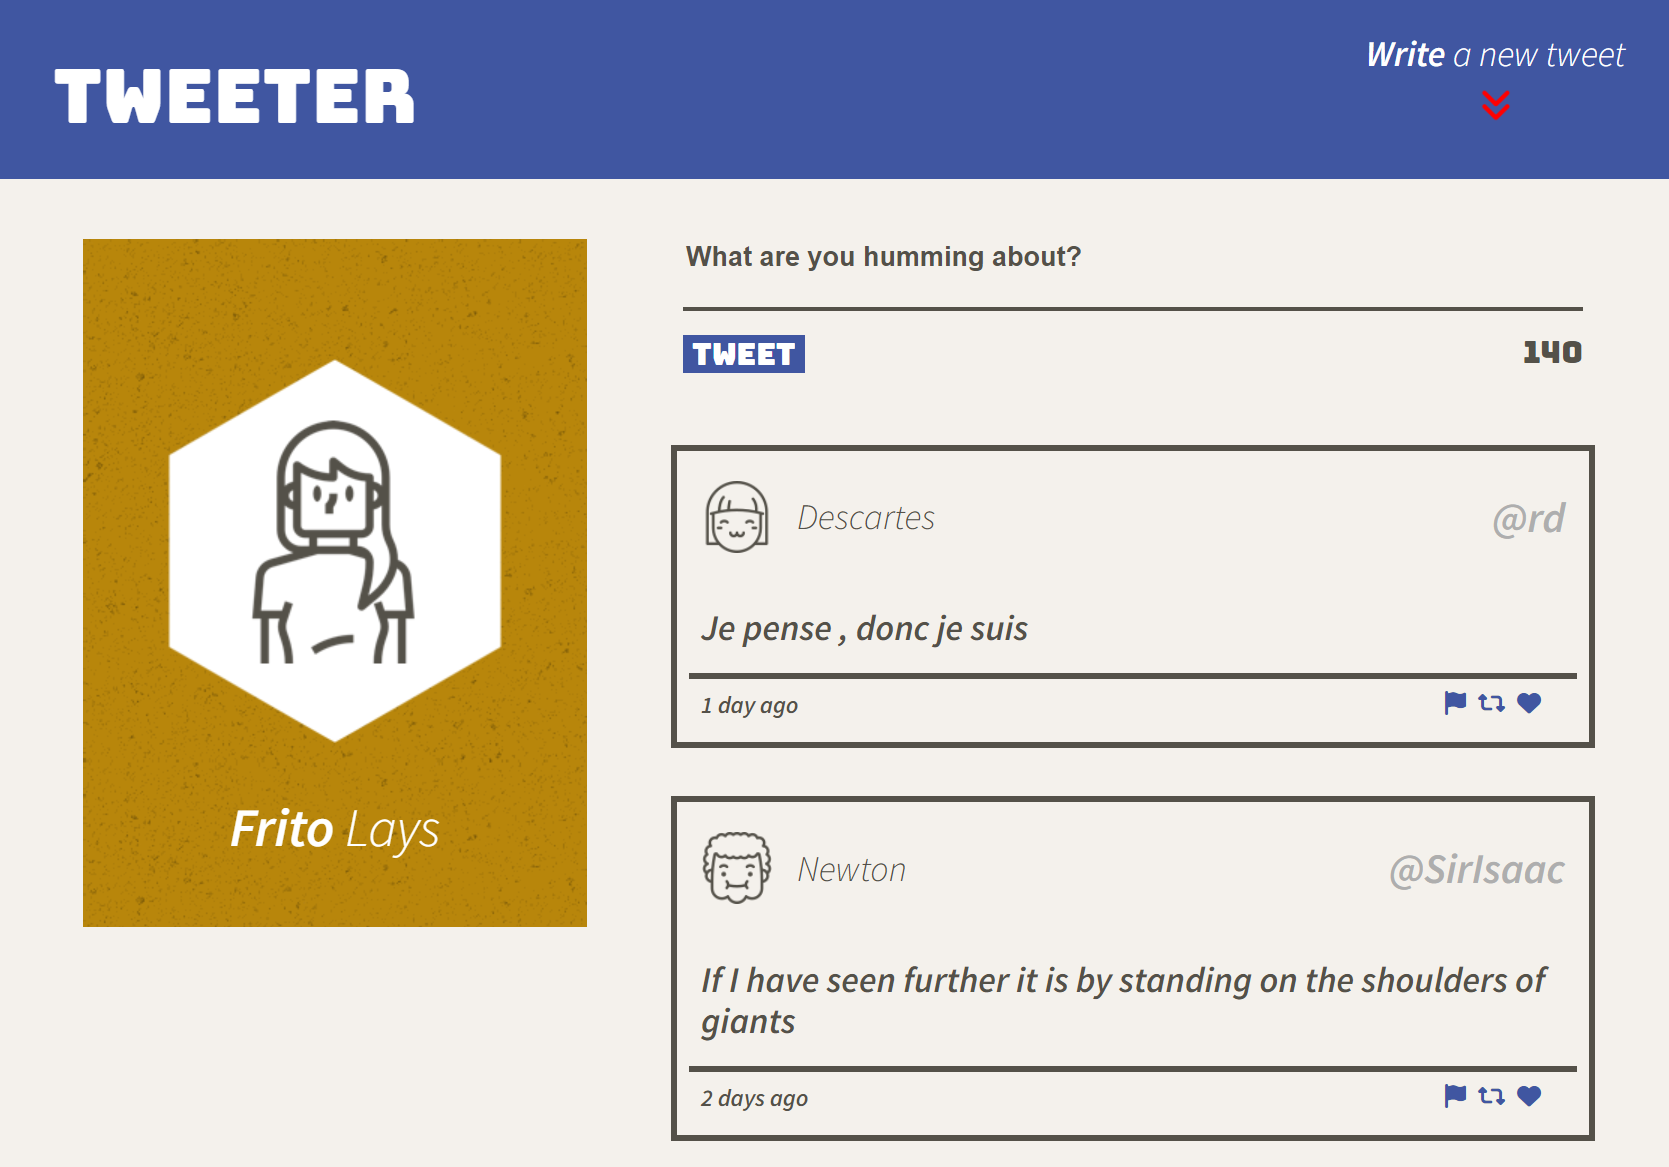 TWEETER
Write a new tweet
Frito Lays
What are you humming about?
TWEET
140
Descartes
@rd
Je pense , donc je suis
1 day ago
Newton
@SirIsaac
If I have seen further it is by standing on the shoulders of
giants
2 days ago